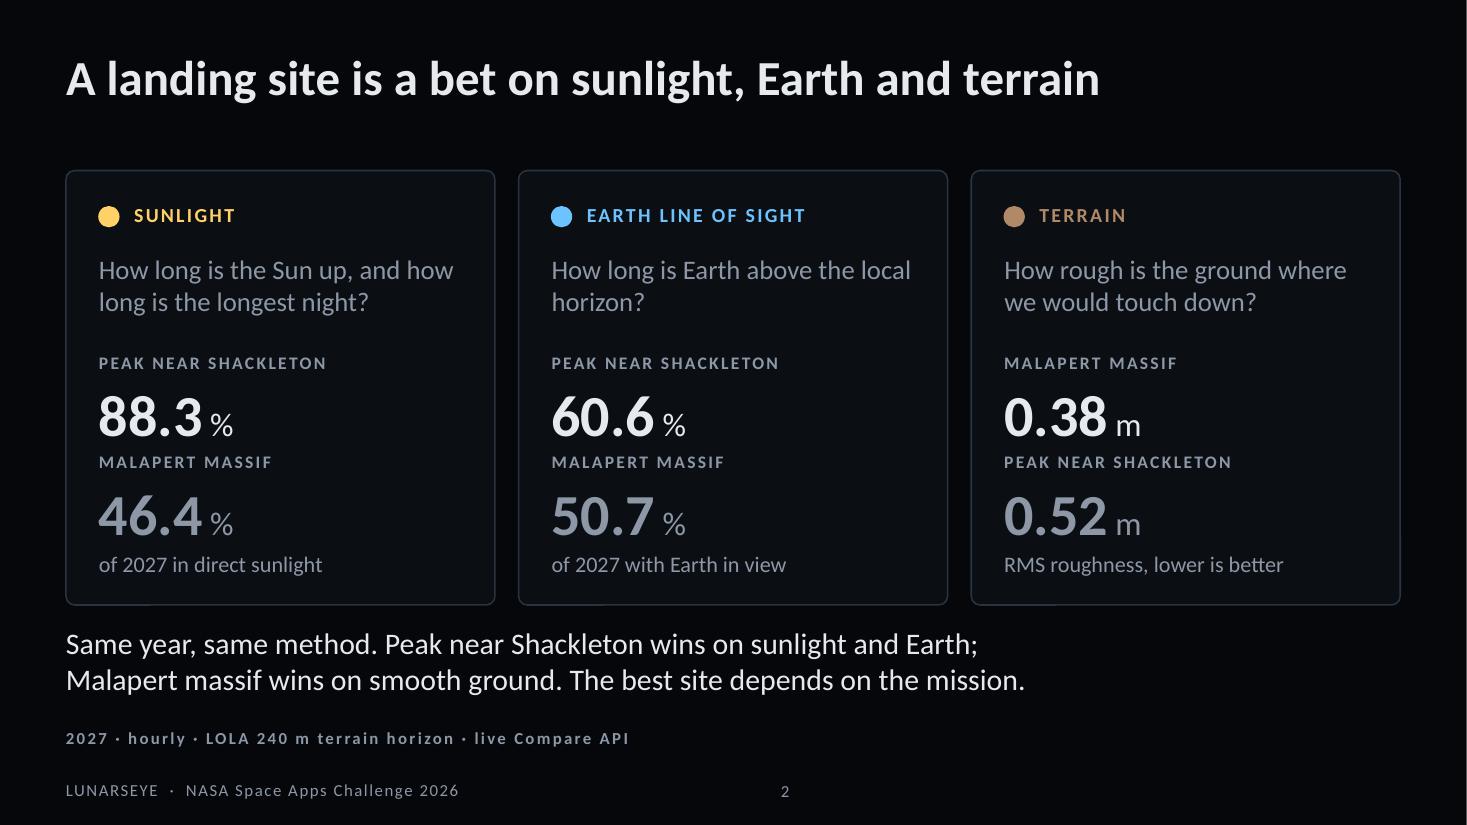 A landing site is a bet on sunlight, Earth and terrain
SUNLIGHT
How long is the Sun up, and how
long is the longest night?
PEAK NEAR SHACKLETON
88.3 %
MALAPERT MASSIF
46.4 %
of 2027 in direct sunlight
EARTH LINE OF SIGHT
How long is Earth above the local
horizon?
PEAK NEAR SHACKLETON
60.6 %
MALAPERT MASSIF
50.7 %
of 2027 with Earth in view
TERRAIN
How rough is the ground where
we would touch down?
MALAPERT MASSIF
0.38 m
PEAK NEAR SHACKLETON
0.52 m
RMS roughness, lower is better
Same year, same method. Peak near Shackleton wins on sunlight and Earth;
Malapert massif wins on smooth ground. The best site depends on the mission.
2027 · hourly · LOLA 240 m terrain horizon · live Compare API
LUNARSEYE · NASA Space Apps Challenge 2026
2